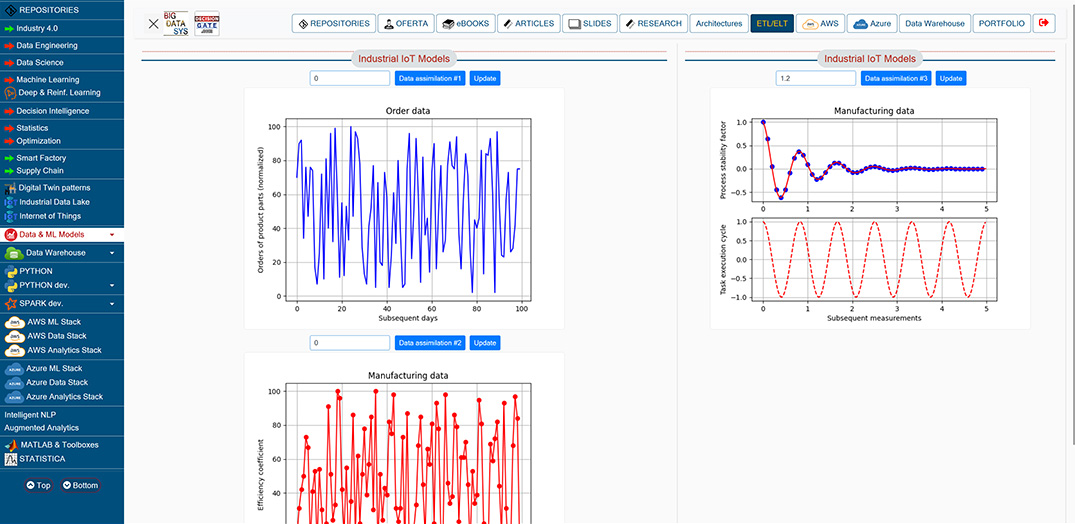 REPOSITORIES
Industry 4.0
Data Engineering
Data Science
Machine Learning
Deep & Reinf. Learning
Decision Intelligence
Statistics
Optimization
Smart Factory
Supply Chain
Digital Twin patterns
Industrial Data Lake
Internet of Things
Data & ML Models
Data Warehouse
PYTHON
PYTHON dev.
SPARK dev.
AWS ML Stack
AWS Data Stack
AWS Analytics Stack
Azure ML Stack
Azure Data Stack
Azure Analytics Stack
Intelligent NLP
Augmented Analytics
MATLAB & Toolboxes
STATISTICA
Top Bottom
BIG DATA SYS
DECISION GATE
REPOSITORIES OFERTA eBOOKS ARTICLES SLIDES RESEARCH Architectures ETL/ELT AWS Azure Data Warehouse PORTFOLIO
Industrial IoT Models
0 Data assimilation #1 Update
Order data
Orders of product parts (normalized)
100
80
60
40
20
0
0 20 40 60 80 100
Subsequent days
0 Data assimilation #2 Update
Manufacturing data
Efficiency coefficient
100
80
60
40
Industrial IoT Models
1.2 Data assimilation #3 Update
Manufacturing data
Process stability factor
1.0
0.5
0.0
−0.5
0 1 2 3 4 5
Task execution cycle
1.0
0.5
0.0
−0.5
−1.0
0 1 2 3 4 5
Subsequent measurements